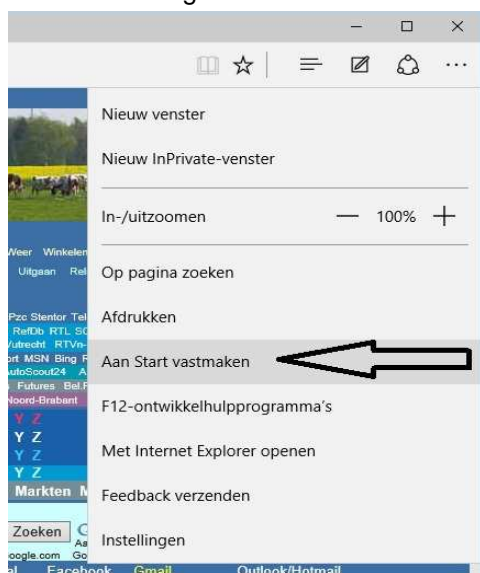 Nieuw venster
Nieuw InPrivate-venster
In-/uitzoomen 100%
Op pagina zoeken
Afdrukken
Aan Start vastmaken
F12-ontwikkelhulpprogramma's
Met Internet Explorer openen
Feedback verzenden
Instellingen
Weer Winkelen
Uitgaan
Pzc Stentor
RefDb RTL
MSN Bing
AutoScout24
Futures
Noord-Brabant
Y Z
Y Z
Y Z
Y Z
Markten
Zoeken
Facebook Gmail Outlook/Hotmail